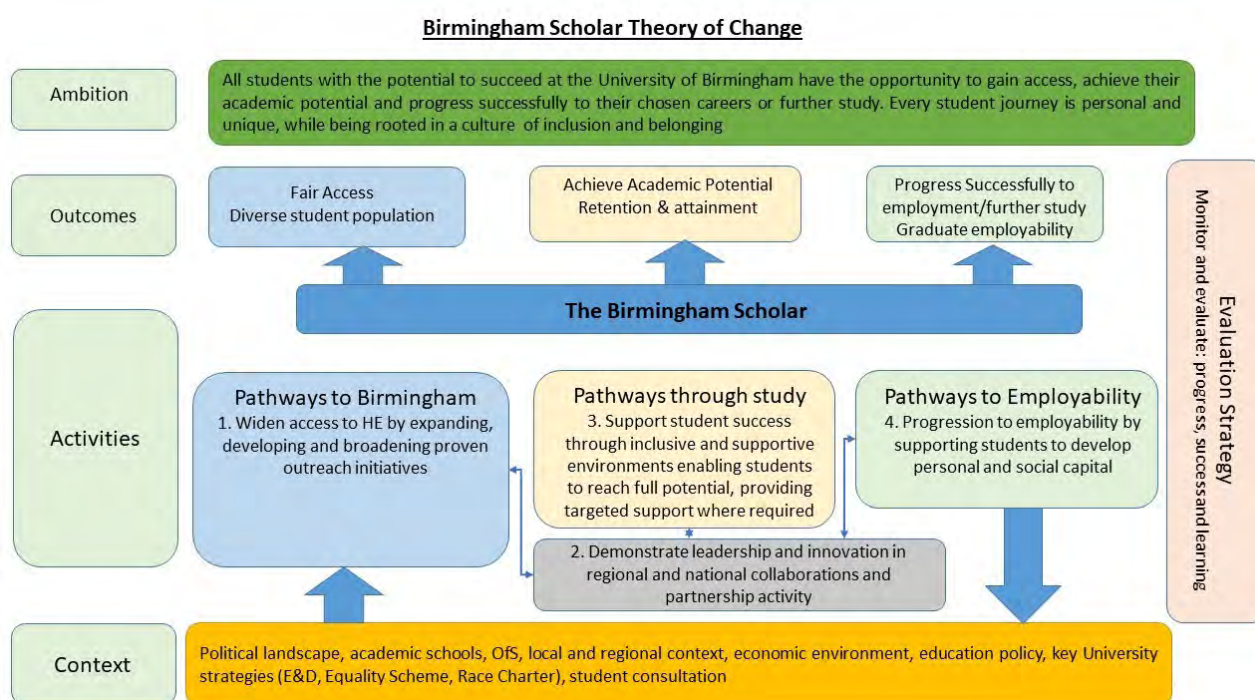 Birmingham Scholar Theory of Change
Ambition
All students with the potential to succeed at the University of Birmingham have the opportunity to gain access, achieve their
academic potential and progress successfully to their chosen careers or further study. Every student journey is personal and
unique, while being rooted in a culture of inclusion and belonging
Outcomes
Fair Access
Diverse student population
Achieve Academic Potential
Retention & attainment
Progress Successfully to
employment/further study
Graduate employability
The Birmingham Scholar
Activities
Pathways to Birmingham
1. Widen access to HE by expanding,
developing and broadening proven
outreach initiatives
Pathways through study
3. Support student success
through inclusive and supportive
environments enabling students
to reach full potential, providing
targeted support where required
Pathways to Employability
4. Progression to employability by
supporting students to develop
personal and social capital
2. Demonstrate leadership and innovation in
regional and national collaborations and
partnership activity
Context
Political landscape, academic schools, OfS, local and regional context, economic environment, education policy, key University
strategies (E&D, Equality Scheme, Race Charter), student consultation
Evaluation Strategy
Monitor and evaluate: progress, success and learning